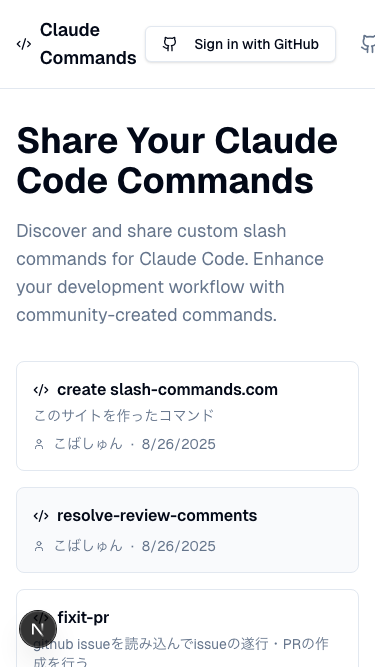 Claude
Commands
Sign in with GitHub
Share Your Claude
Code Commands
Discover and share custom slash
commands for Claude Code. Enhance
your development workflow with
community-created commands.
create slash-commands.com
このサイトを作ったコマンド
こばしゅん · 8/26/2025
resolve-review-comments
こばしゅん · 8/26/2025
fixit-pr
github issueを読み込んでissueの遂行・PRの作
成を行う
N